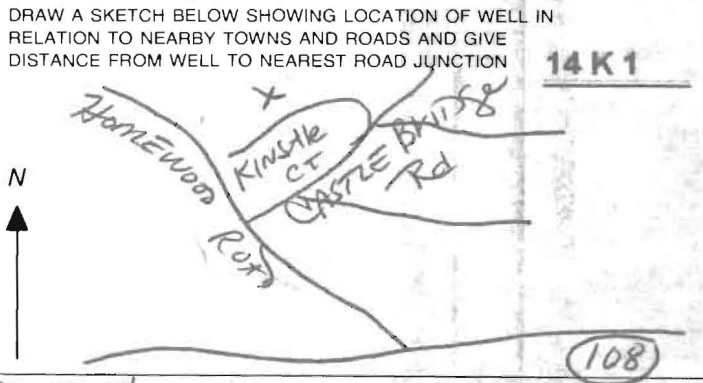 DRAW A SKETCH BELOW SHOWING LOCATION OF WELL IN
RELATION TO NEARBY TOWNS AND ROADS AND GIVE
DISTANCE FROM WELL TO NEAREST ROAD JUNCTION
14 K 1
X
HOMEWOOD
ROAD
KINSTLE
CT
CASTLE BRIDGE
Rd
N
108